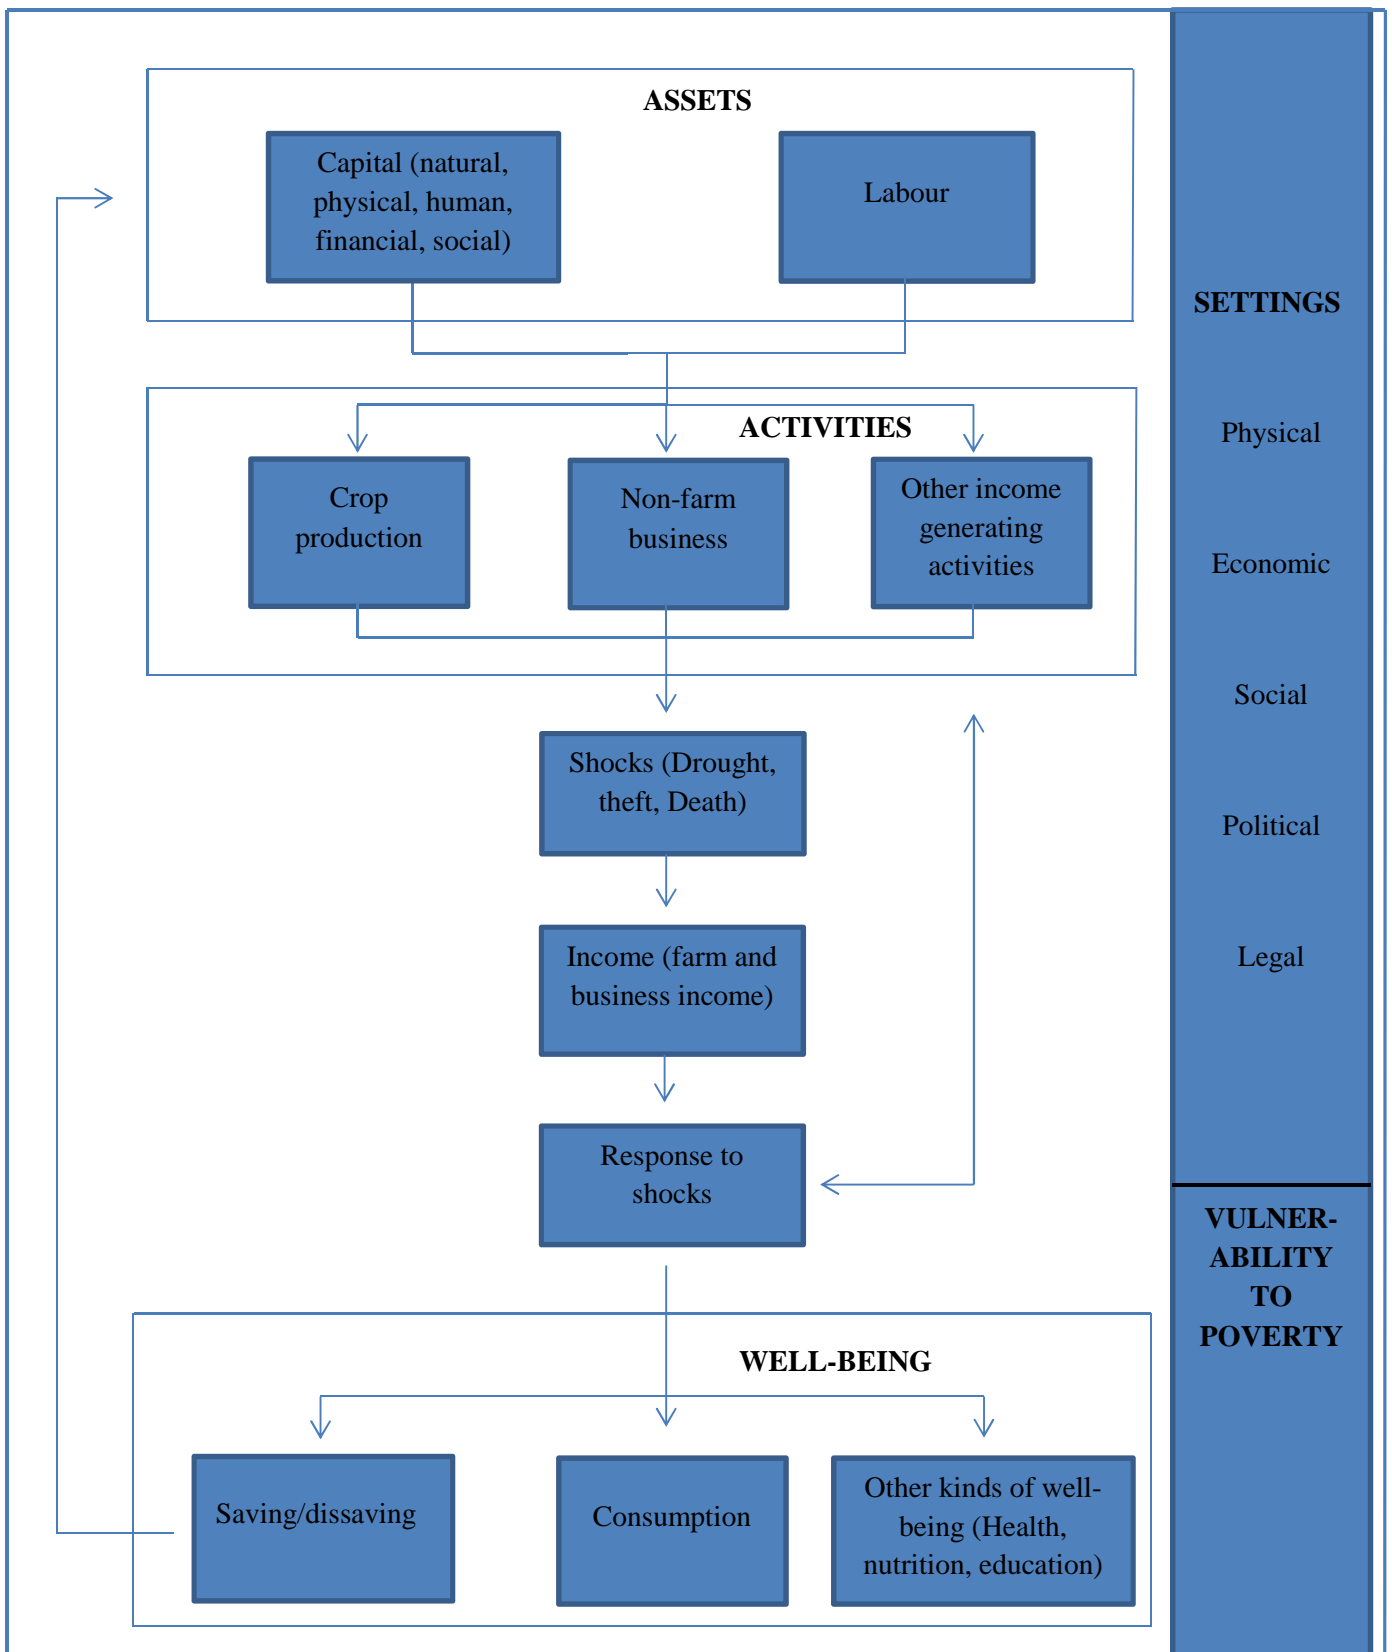 ASSETS
Capital (natural,
physical, human,
financial, social)
Labour
ACTIVITIES
Crop
production
Non-farm
business
Other income
generating
activities
Shocks (Drought,
theft, Death)
Income (farm and
business income)
Response to
shocks
WELL-BEING
Saving/dissaving
Consumption
Other kinds of well-
being (Health,
nutrition, education)
SETTINGS
Physical
Economic
Social
Political
Legal
VULNER-
ABILITY
TO
POVERTY